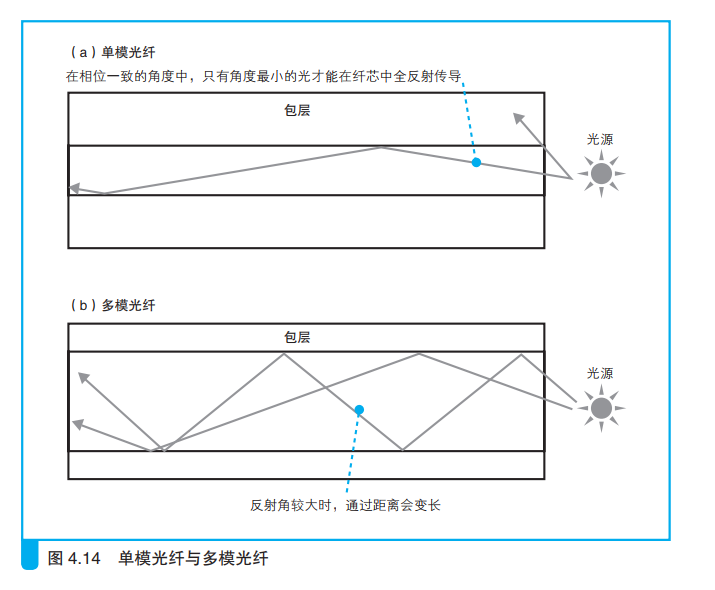 （a）单模光纤
在相位一致的角度中，只有角度最小的光才能在纤芯中全反射传导
包层
光源
（b）多模光纤
包层
光源
反射角较大时，通过距离会变长
图 4.14 单模光纤与多模光纤